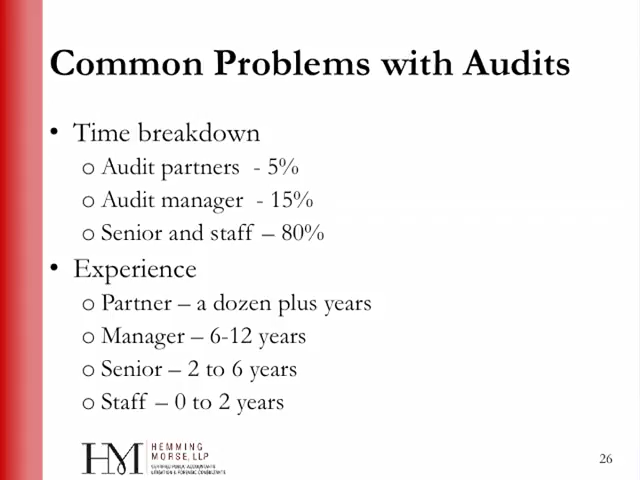 Common Problems with Audits
• Time breakdown
o Audit partners - 5%
o Audit manager - 15%
o Senior and staff – 80%
• Experience
o Partner – a dozen plus years
o Manager – 6-12 years
o Senior – 2 to 6 years
o Staff – 0 to 2 years
HM
HEMMING
MORSE, LLP
CERTIFIED PUBLIC ACCOUNTANTS
LITIGATION & FORENSIC CONSULTANTS
26